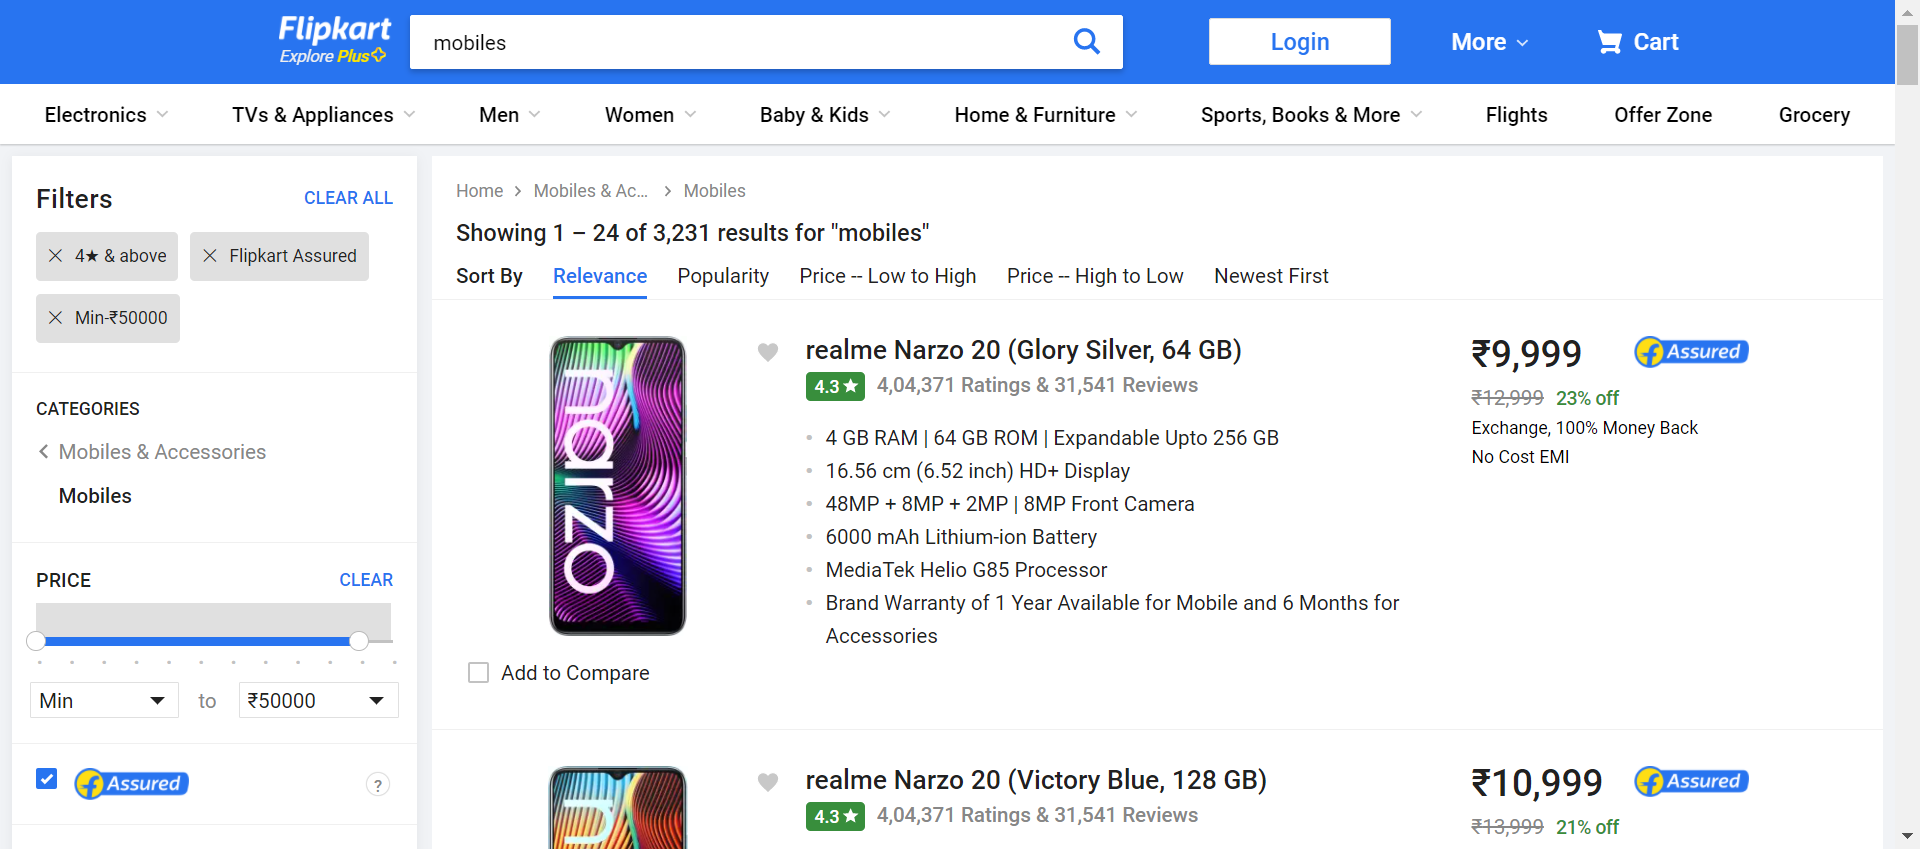 Flipkart
Explore Plus
mobiles
Login
More
Cart
Electronics
TVs & Appliances
Men
Women
Baby & Kids
Home & Furniture
Sports, Books & More
Flights
Offer Zone
Grocery
Filters
CLEAR ALL
4★ & above
Flipkart Assured
Min-₹50000
CATEGORIES
Mobiles & Accessories
Mobiles
PRICE
CLEAR
Min
to
₹50000
Assured
?
Home
Mobiles & Ac...
Mobiles
Showing 1 – 24 of 3,231 results for "mobiles"
Sort By
Relevance
Popularity
Price -- Low to High
Price -- High to Low
Newest First
narzo
Add to Compare
realme Narzo 20 (Glory Silver, 64 GB)
4.3★ 4,04,371 Ratings & 31,541 Reviews
4 GB RAM | 64 GB ROM | Expandable Upto 256 GB
16.56 cm (6.52 inch) HD+ Display
48MP + 8MP + 2MP | 8MP Front Camera
6000 mAh Lithium-ion Battery
MediaTek Helio G85 Processor
Brand Warranty of 1 Year Available for Mobile and 6 Months for
Accessories
₹9,999
Assured
₹12,999 23% off
Exchange, 100% Money Back
No Cost EMI
realme Narzo 20 (Victory Blue, 128 GB)
4.3★ 4,04,371 Ratings & 31,541 Reviews
₹10,999
Assured
₹13,999 21% off